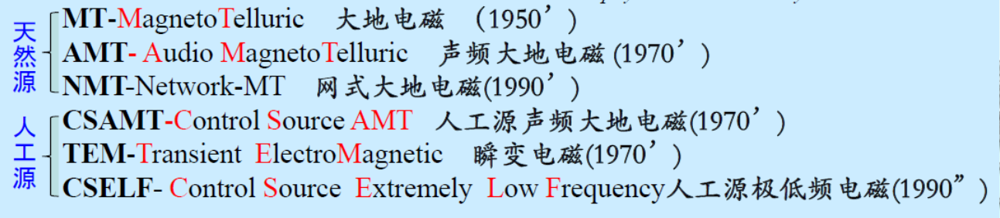 天然源
MT-MagnetoTelluric 大地电磁 (1950’)
AMT- Audio MagnetoTelluric 声频大地电磁(1970’)
NMT-Network-MT 网式大地电磁(1990’)
人工源
CSAMT-Control Source AMT 人工源声频大地电磁(1970’)
TEM-Transient ElectroMagnetic 瞬变电磁(1970’)
CSELF- Control Source Extremely Low Frequency人工源极低频电磁(1990”)